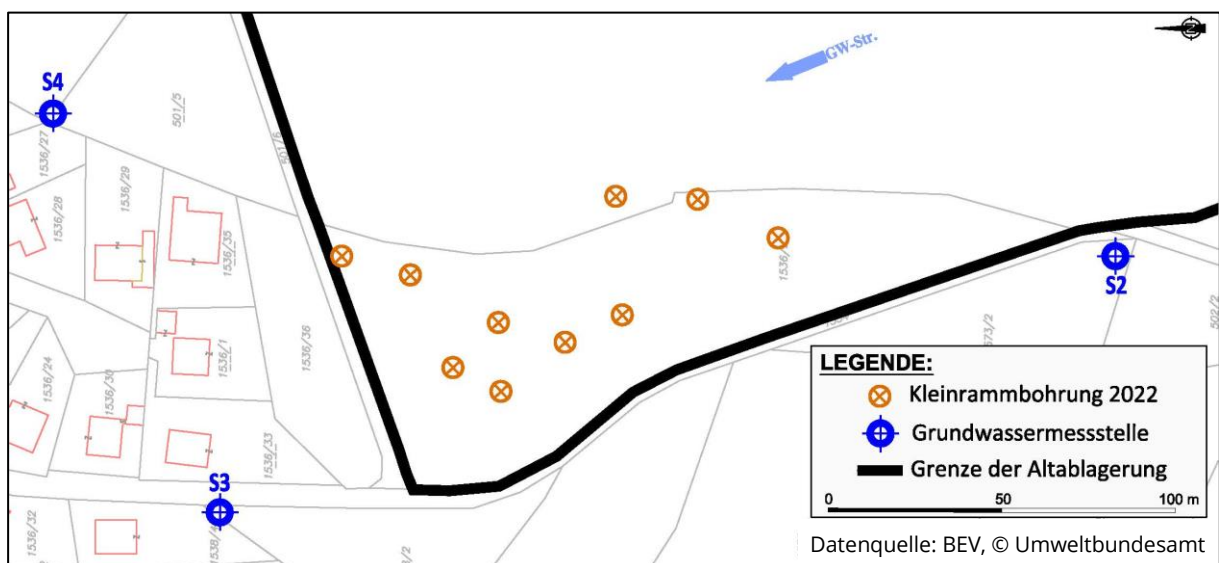 GW-Str.
S4
501/5
501/6
1536/27
1536/29
1536/28
1536/35
1536/1
1536/36
1536/24
1536/30
1536/33
S2
502/2
S3
1536/32
LEGENDE:
Kleinrammbohrung 2022
Grundwassermessstelle
Grenze der Altablagerung
0 50 100 m
Datenquelle: BEV, © Umweltbundesamt